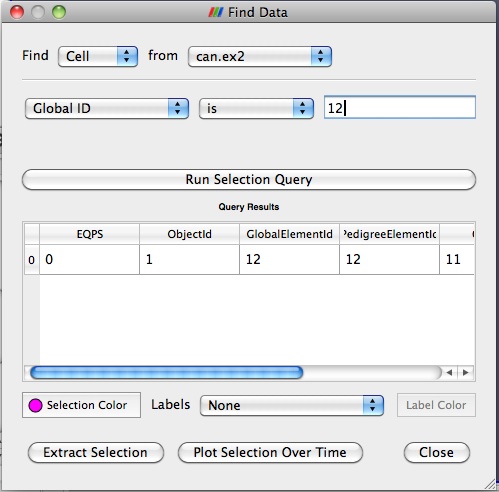 Find Data
Find Cell from can.ex2
Global ID is 12
Run Selection Query
Query Results
EQPS ObjectId GlobalElementId PedigreeElementId
0 0 1 12 12 11
Selection Color Labels None Label Color
Extract Selection Plot Selection Over Time Close